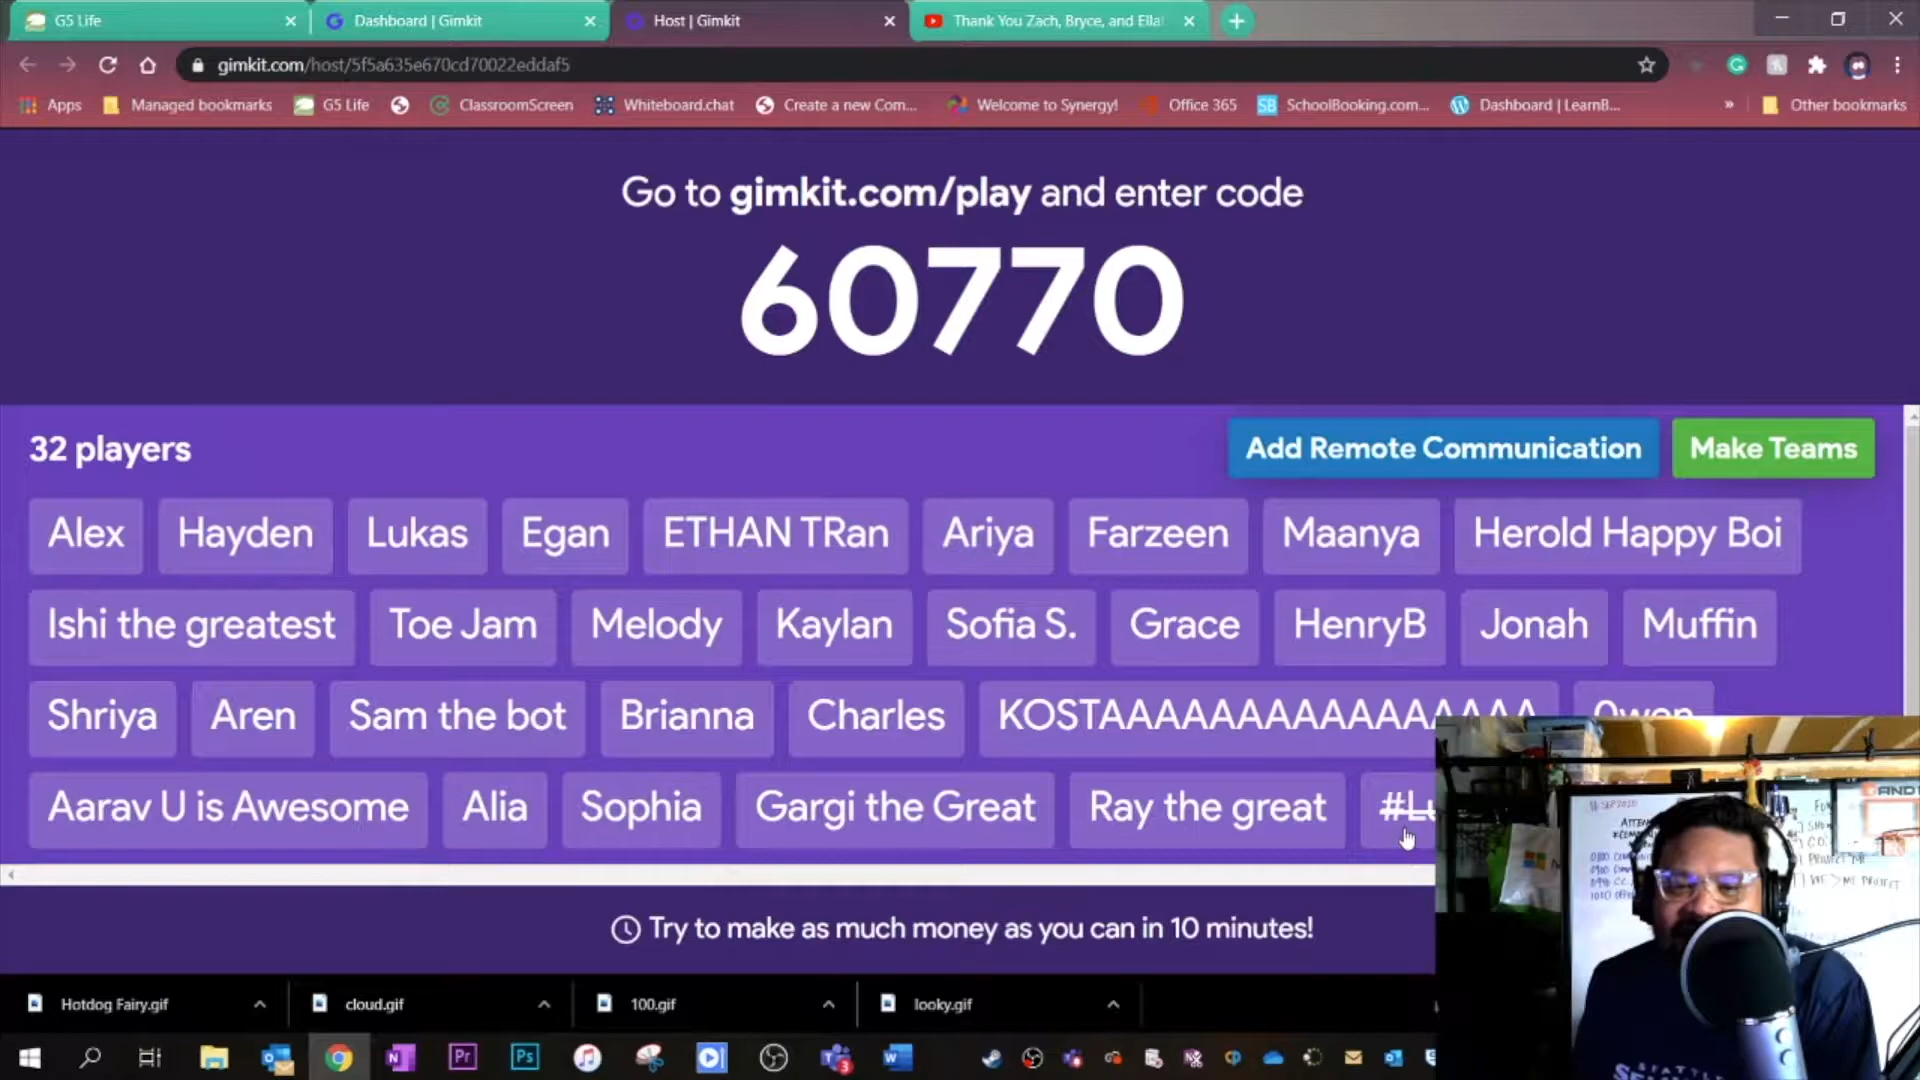 G5 Life
Dashboard | Gimkit
Host | Gimkit
Thank You Zach, Bryce, and Ella
gimkit.com/host/5f5a635e670cd70022eddaf5
Apps Managed bookmarks G5 Life ClassroomScreen Whiteboard.chat Create a new Com... Welcome to Synergy! Office 365 SB SchoolBooking.com... Dashboard | LearnB... » Other bookmarks
Go to gimkit.com/play and enter code
60770
32 players
Add Remote Communication
Make Teams
Alex Hayden Lukas Egan ETHAN TRan Ariya Farzeen Maanya Herold Happy Boi
Ishi the greatest Toe Jam Melody Kaylan Sofia S. Grace HenryB Jonah Muffin
Shriya Aren Sam the bot Brianna Charles KOSTAAAAAAAAAAAAAAAA Owen
Aarav U is Awesome Alia Sophia Gargi the Great Ray the great #Lu
Try to make as much money as you can in 10 minutes!
Hotdog Fairy.gif cloud.gif 100.gif looky.gif
Pr Ps